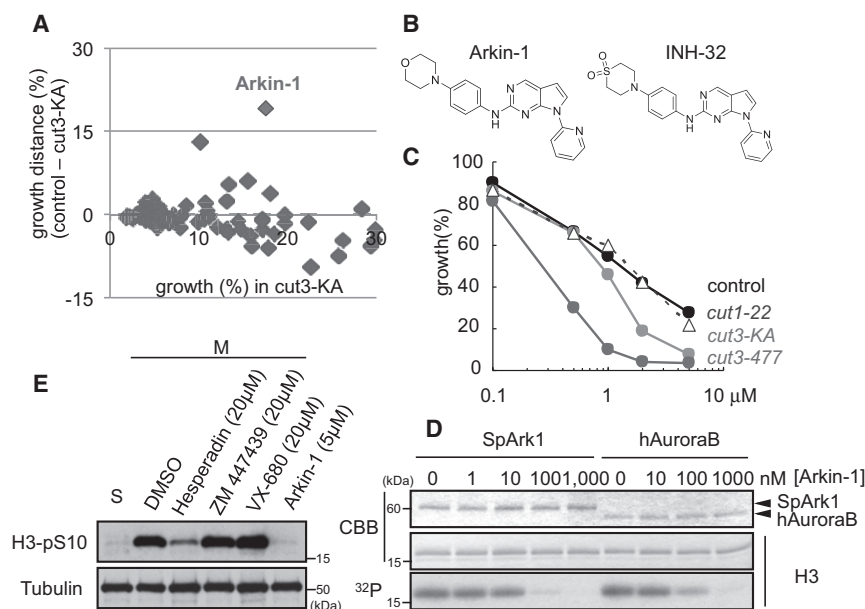 A
growth distance (%)
(control – cut3-KA)
30
15
0
-15
Arkin-1
0
10
20
30
growth (%) in cut3-KA
B
Arkin-1
INH-32
O
N
N
N
NH
N
N
O
S
O
N
N
N
NH
N
N
C
growth(%)
100
80
60
40
20
0
0.1
1
10 μM
control
cut1-22
cut3-KA
cut3-477
E
M
S
DMSO
Hesperadin (20μM)
ZM 447439 (20μM)
VX-680 (20μM)
Arkin-1 (5μM)
H3-pS10
15
Tubulin
50
(kDa)
D
SpArk1
hAuroraB
(kDa)
0 1 10 100 1,000 0 10 100 1000 nM [Arkin-1]
CBB
60
SpArk1
hAuroraB
15
H3
32P
15